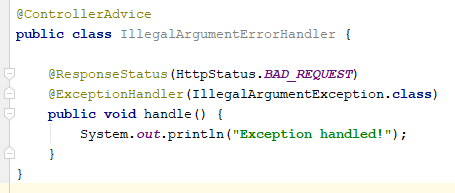 @ControllerAdvice
public class IllegalArgumentErrorHandler {
@ResponseStatus(HttpStatus.BAD_REQUEST)
@ExceptionHandler(IllegalArgumentException.class)
public void handle() {
System.out.println("Exception handled!");
}
}